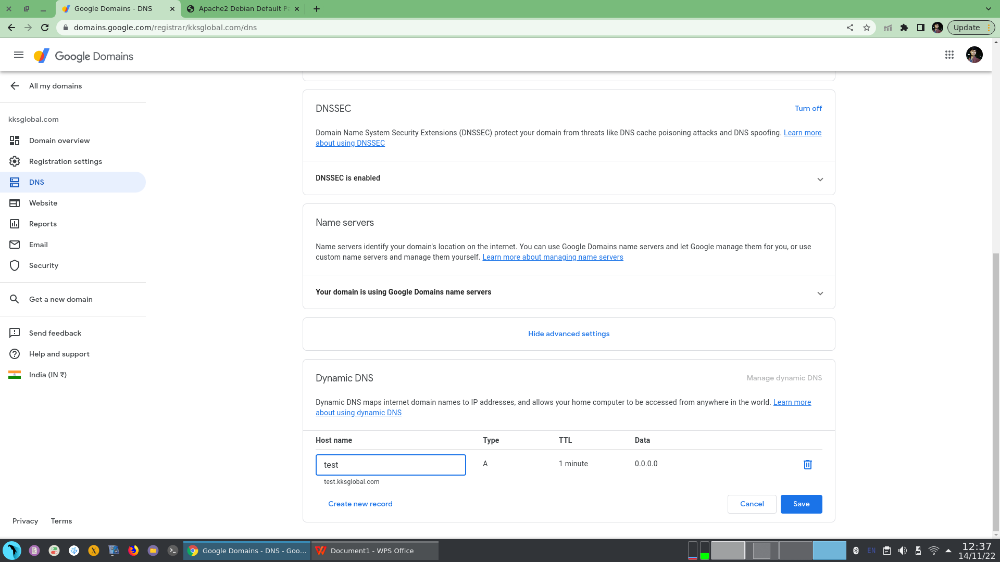 Google Domains - DNS
Apache2 Debian Default P
domains.google.com/registrar/kksglobal.com/dns
Update
Google Domains
All my domains
kksglobal.com
Domain overview
Registration settings
DNS
Website
Reports
Email
Security
Get a new domain
Send feedback
Help and support
India (IN ₹)
Privacy Terms
DNSSEC
Turn off
Domain Name System Security Extensions (DNSSEC) protect your domain from threats like DNS cache poisoning attacks and DNS spoofing. Learn more
about using DNSSEC
DNSSEC is enabled
Name servers
Name servers identify your domain's location on the internet. You can use Google Domains name servers and let Google manage them for you, or use
custom name servers and manage them yourself. Learn more about managing name servers
Your domain is using Google Domains name servers
Hide advanced settings
Dynamic DNS
Manage dynamic DNS
Dynamic DNS maps internet domain names to IP addresses, and allows your home computer to be accessed from anywhere in the world. Learn more
about using dynamic DNS
Host name Type TTL Data
test A 1 minute 0.0.0.0
test.kksglobal.com
Create new record
Cancel Save
Google Domains - DNS - Goo...
Document1 - WPS Office
EN
12:37
14/11/22